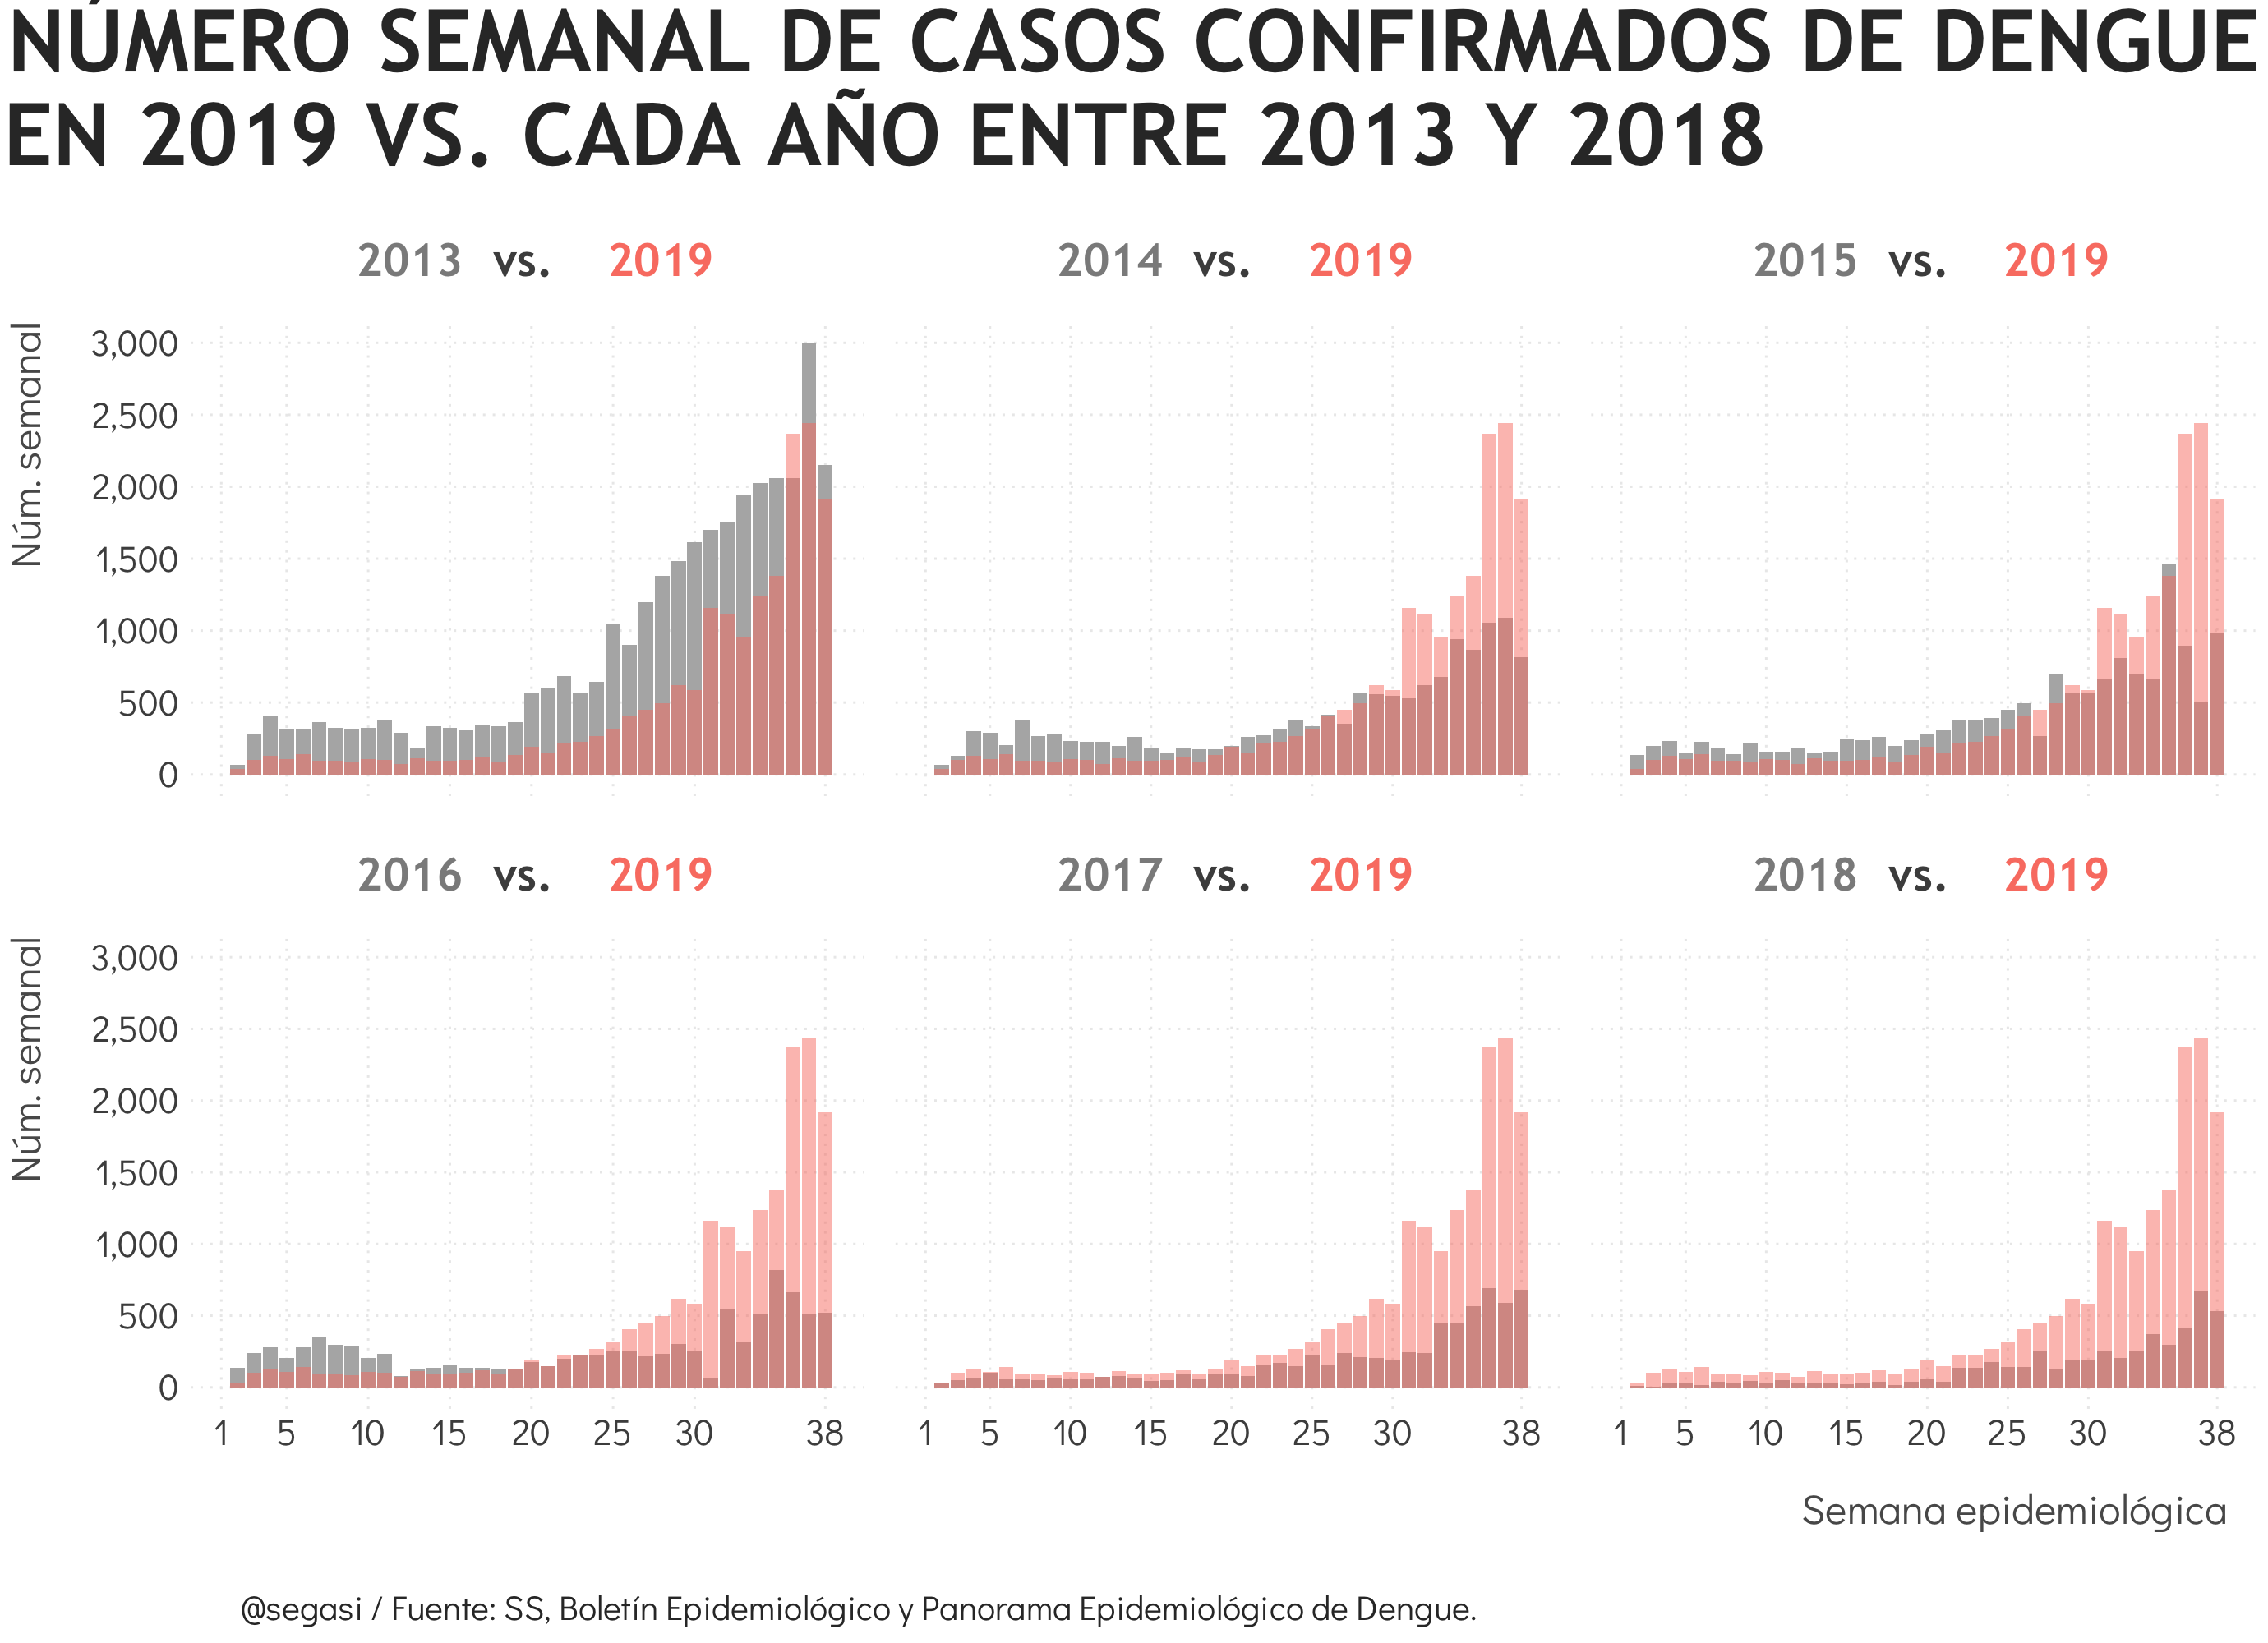 NÚMERO SEMANAL DE CASOS CONFIRMADOS DE DENGUE
EN 2019 VS. CADA AÑO ENTRE 2013 Y 2018
2013 vs. 2019
2014 vs. 2019
2015 vs. 2019
Núm. semanal
3,000
2,500
2,000
1,500
1,000
500
0
2016 vs. 2019
2017 vs. 2019
2018 vs. 2019
Núm. semanal
3,000
2,500
2,000
1,500
1,000
500
0
1 5 10 15 20 25 30 38
1 5 10 15 20 25 30 38
1 5 10 15 20 25 30 38
Semana epidemiológica
@segasi / Fuente: SS, Boletín Epidemiológico y Panorama Epidemiológico de Dengue.